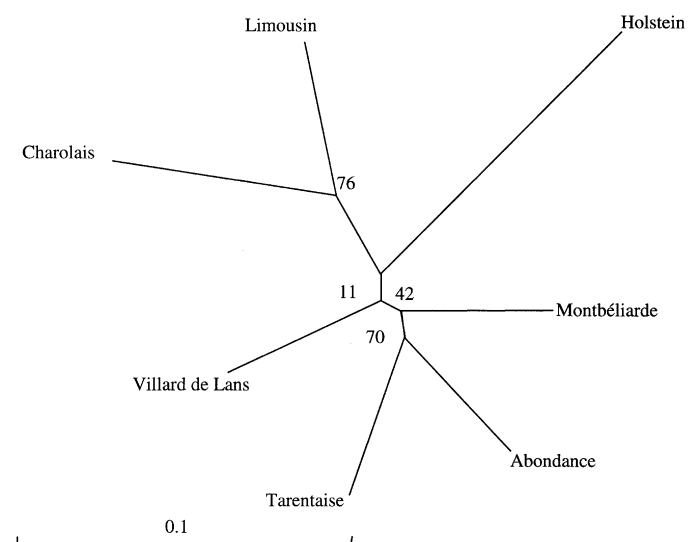 Limousin
Holstein
Charolais
76
11
42
Montbéliarde
70
Villard de Lans
Abondance
Tarentaise
0.1